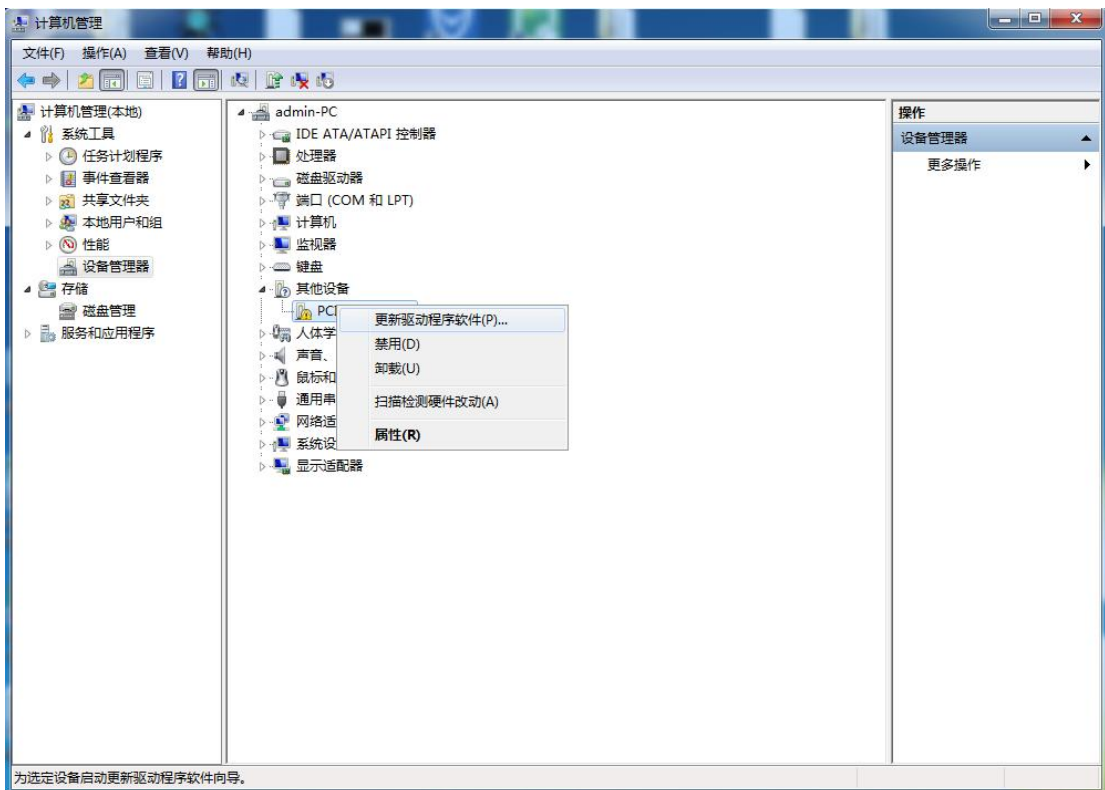 计算机管理
文件(F) 操作(A) 查看(V) 帮助(H)
计算机管理(本地)
系统工具
任务计划程序
事件查看器
共享文件夹
本地用户和组
性能
设备管理器
存储
磁盘管理
服务和应用程序
admin-PC
IDE ATA/ATAPI 控制器
处理器
磁盘驱动器
端口 (COM 和 LPT)
计算机
监视器
键盘
其他设备
PCI
人体学
声音、
鼠标和
通用串
网络适
系统设
显示适配器
更新驱动程序软件(P)...
禁用(D)
卸载(U)
扫描检测硬件改动(A)
属性(R)
操作
设备管理器
更多操作
为选定设备启动更新驱动程序软件向导。